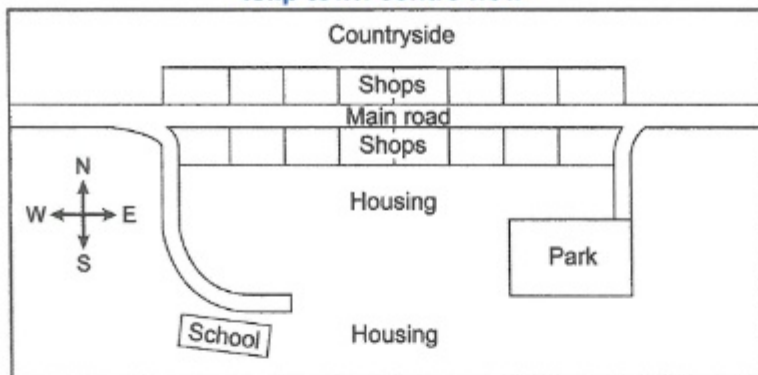 Countryside
Shops
Main road
Shops
N
W E
S
Housing
Park
School
Housing